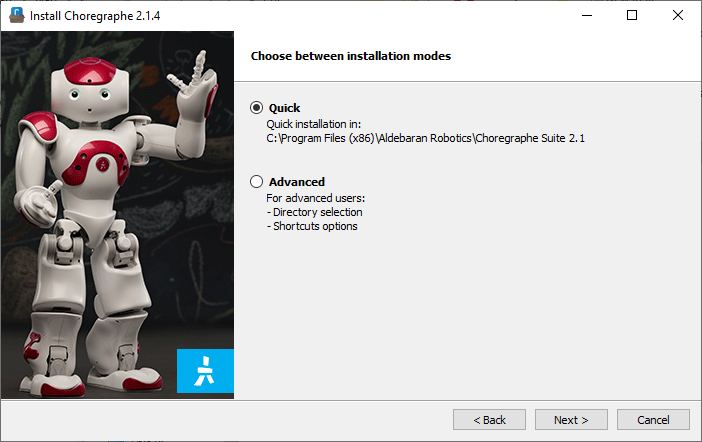 Install Choregraphe 2.1.4
Choose between installation modes
Quick
Quick installation in:
C:\Program Files (x86)\Aldebaran Robotics\Choregraphe Suite 2.1
Advanced
For advanced users:
- Directory selection
- Shortcuts options
< Back
Next >
Cancel